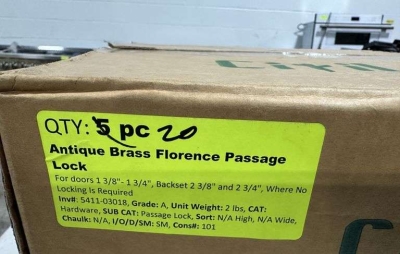 QTY: 5 pc 20
Antique Brass Florence Passage
Lock
For doors 1 3/8"- 1 3/4", Backset 2 3/8" and 2 3/4", Where No
Locking Is Required
Inv#: 5411-03018, Grade: A, Unit Weight: 2 lbs, CAT:
Hardware, SUB CAT: Passage Lock, Sort: N/A High, N/A Wide,
Chaulk: N/A, I/O/D/SM: SM, Cons#: 101